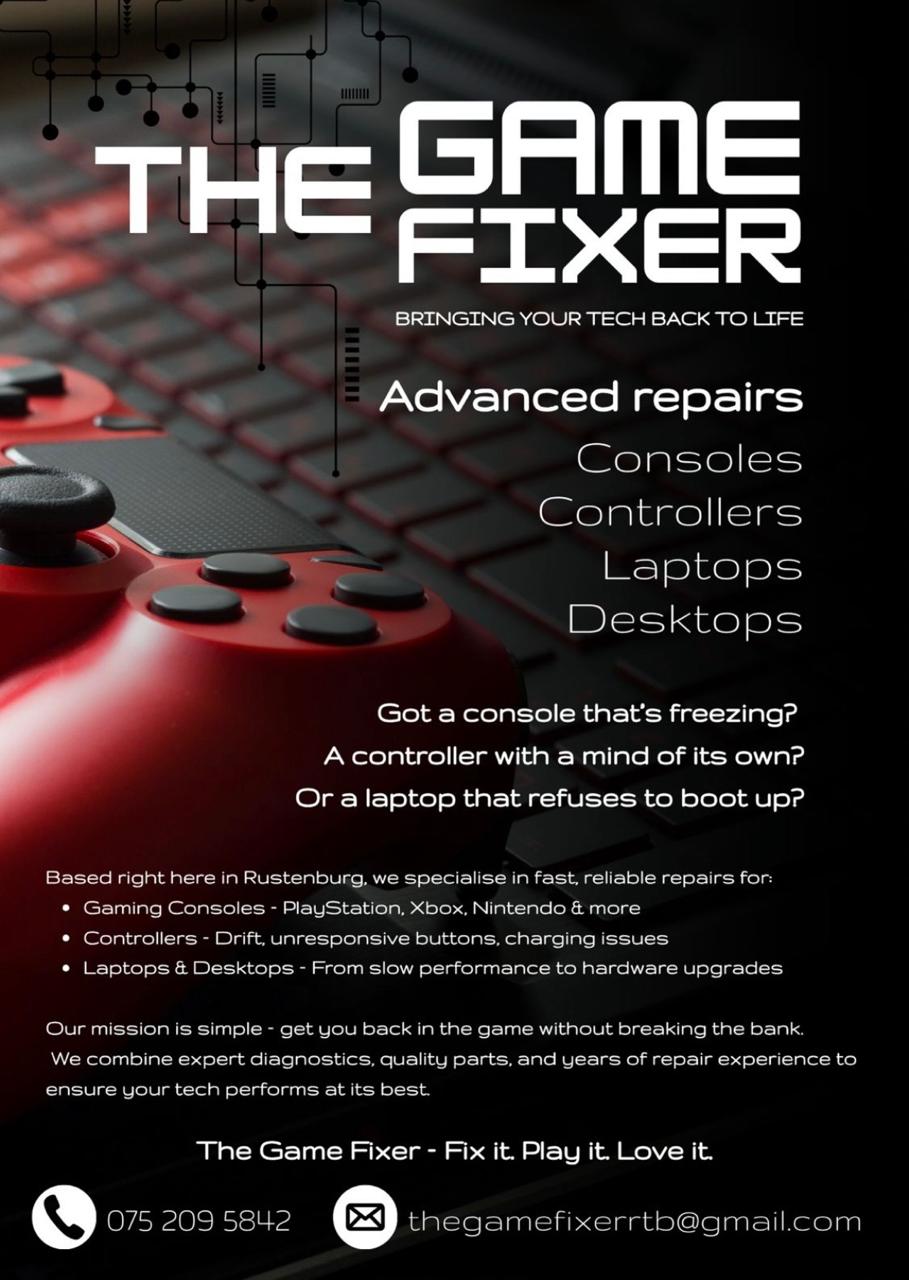 THE GAME
FIXER
BRINGING YOUR TECH BACK TO LIFE
Advanced repairs
Consoles
Controllers
Laptops
Desktops
Got a console that's freezing?
A controller with a mind of its own?
Or a laptop that refuses to boot up?
Based right here in Rustenburg, we specialise in fast, reliable repairs for:
• Gaming Consoles - PlayStation, Xbox, Nintendo & more
• Controllers - Drift, unresponsive buttons, charging issues
• Laptops & Desktops - From slow performance to hardware upgrades
Our mission is simple - get you back in the game without breaking the bank.
We combine expert diagnostics, quality parts, and years of repair experience to
ensure your tech performs at its best.
The Game Fixer - Fix it. Play it. Love it.
075 209 5842 thegamefixerrtb@gmail.com